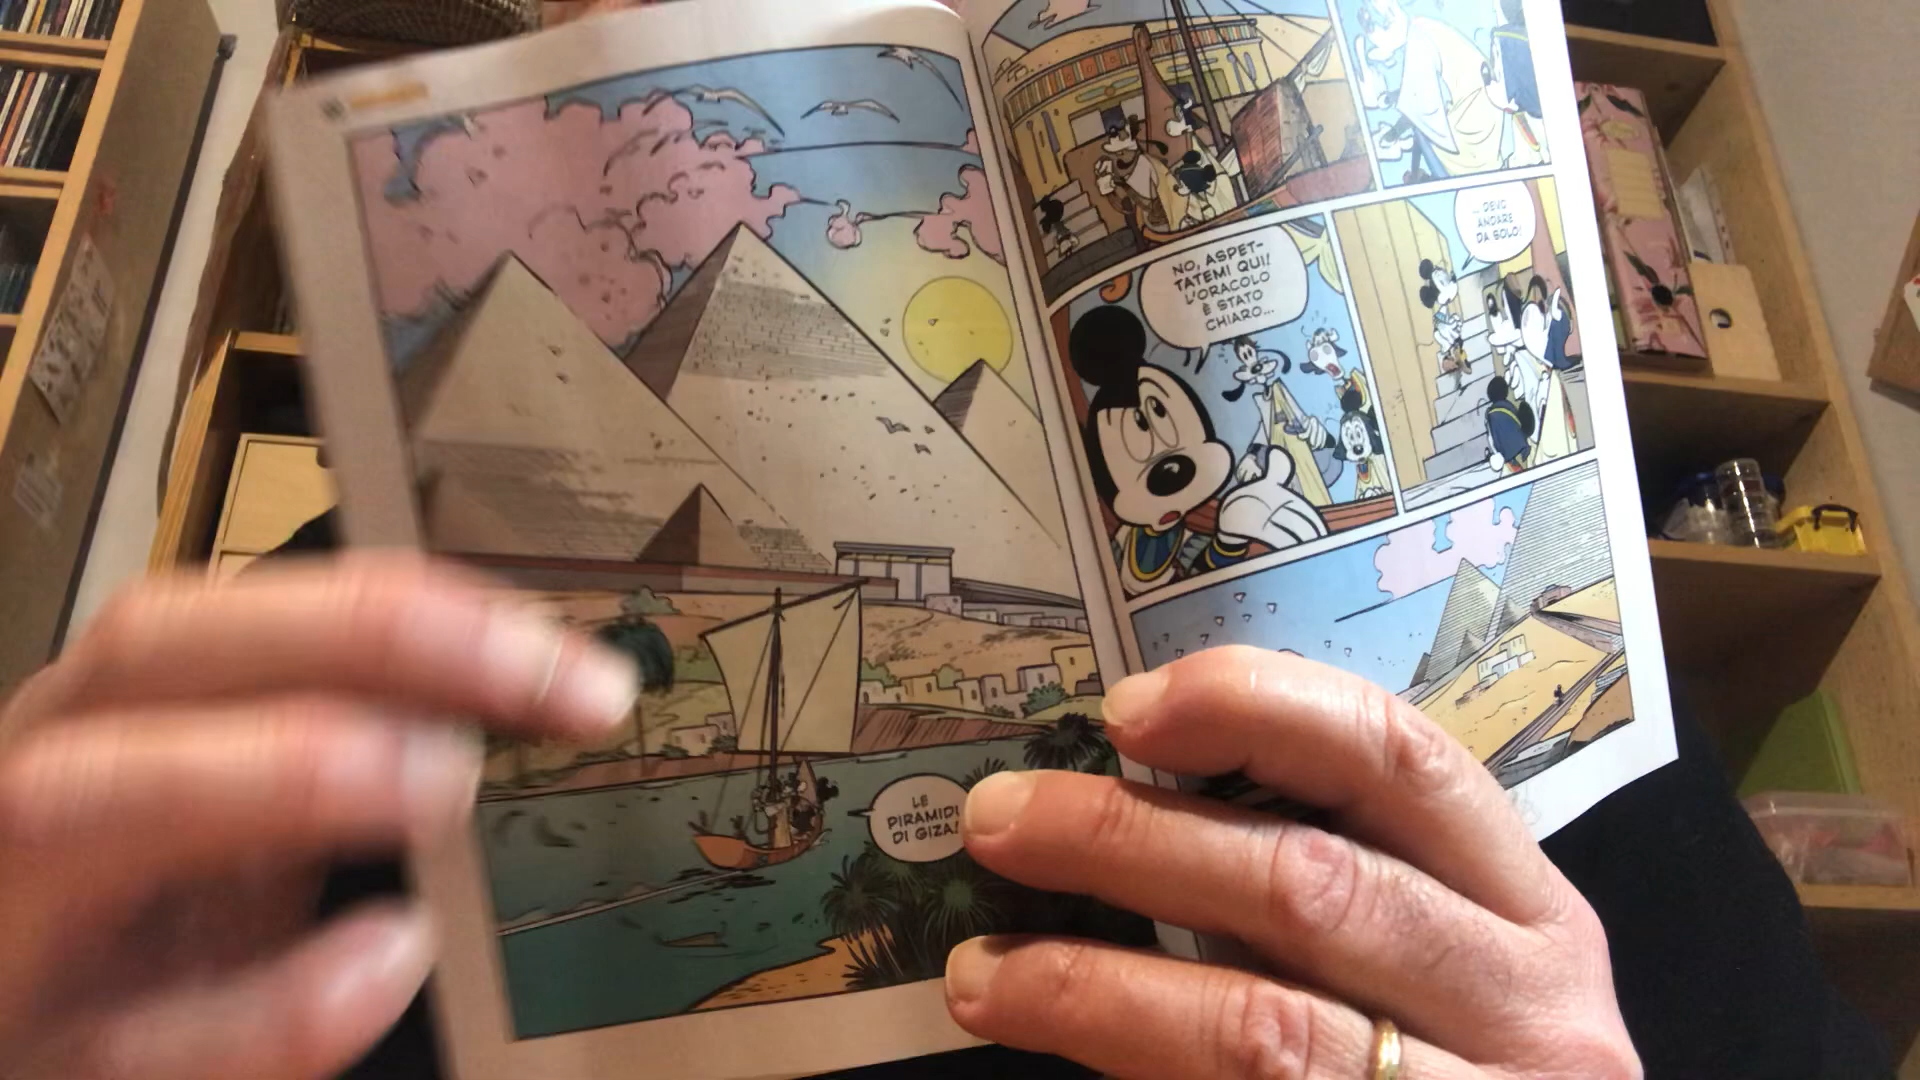 LE
PIRAMIDI
DI GIZA!
NO, ASPET-
TATEMI QUI!
L'ORACOLO
È STATO
CHIARO...
... DEVO
ANDARE
DA SOLO!